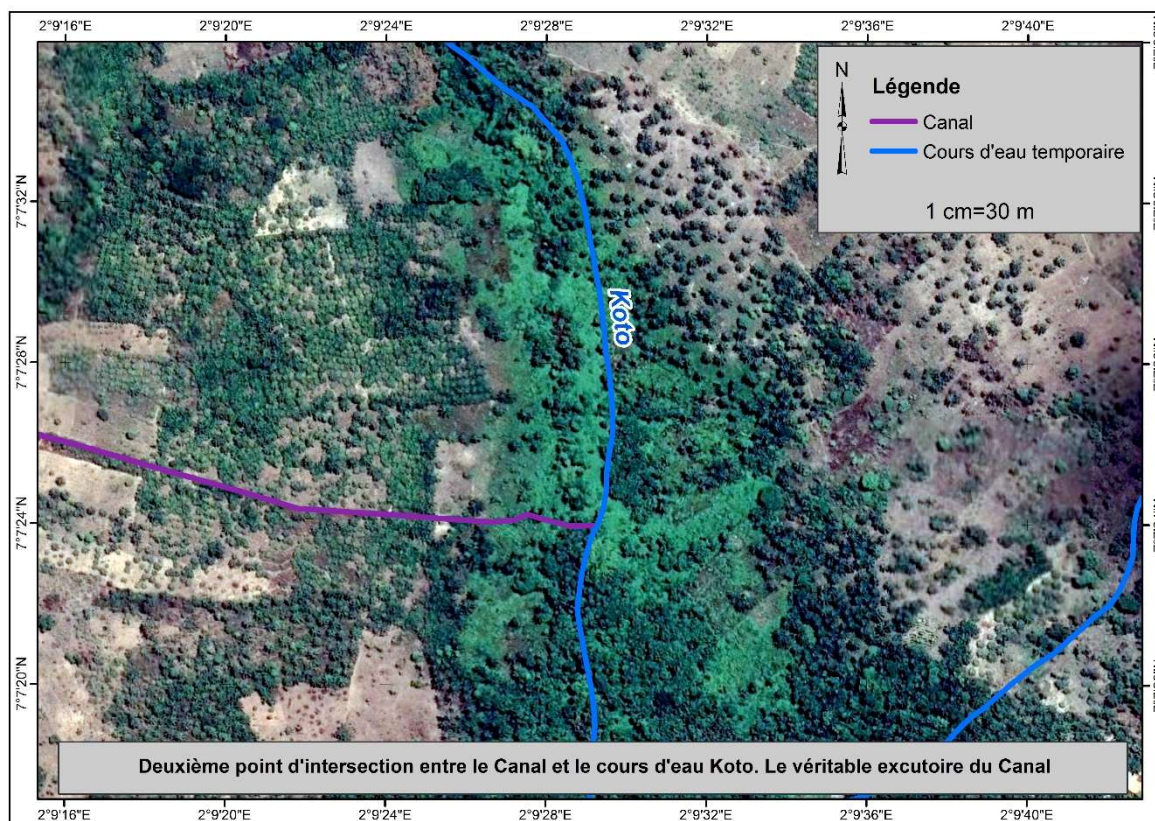 2°9'16"E 2°9'20"E 2°9'24"E 2°9'28"E 2°9'32"E 2°9'36"E 2°9'40"E
N
Légende
Canal
Cours d'eau temporaire
1 cm=30 m
7°7'32"N
Koto
7°7'28"N
7°7'24"N
7°7'20"N
Deuxième point d'intersection entre le Canal et le cours d'eau Koto. Le véritable excutoire du Canal
2°9'16"E 2°9'20"E 2°9'24"E 2°9'28"E 2°9'32"E 2°9'36"E 2°9'40"E